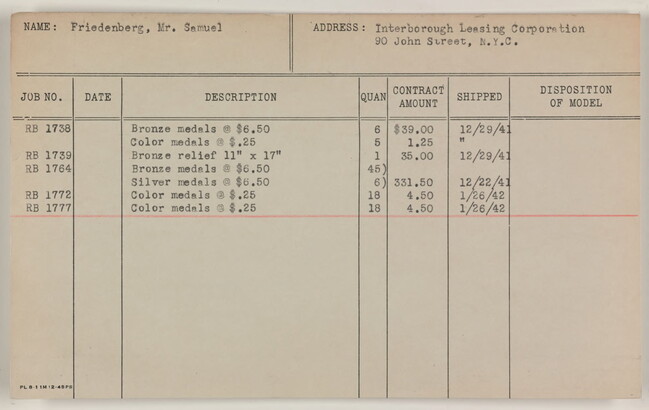 NAME: Friedenberg, Mr. Samuel ADDRESS: Interborough Leasing Corporation
90 John Street, N.Y.C.
JOB NO. DATE DESCRIPTION QUAN CONTRACT AMOUNT SHIPPED DISPOSITION OF MODEL
RB 1738 Bronze medals @ $6.50 6 $39.00 12/29/41
Color medals @ $.25 5 1.25 "
RB 1739 Bronze relief 11" x 17" 1 35.00 12/29/41
RB 1764 Bronze medals @ $6.50 45)
Silver medals @ $6.50 6) 331.50 12/22/41
RB 1772 Color medals @ $.25 18 4.50 1/26/42
RB 1777 Color medals @ $.25 18 4.50 1/26/42